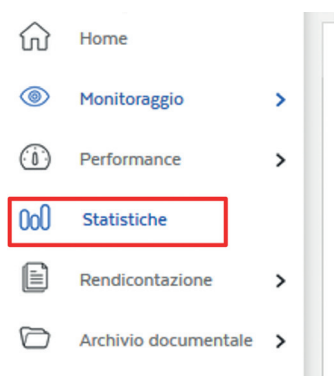 Home
Monitoraggio
Performance
Statistiche
Rendicontazione
Archivio documentale